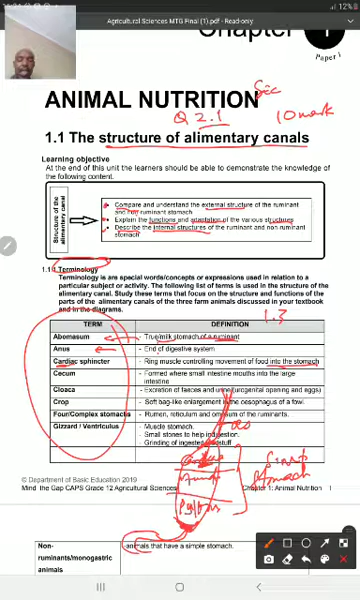 12%
Agricultural Sciences MTG Final (1).pdf - Read-only
Chapter 1
Paper 1
ANIMAL NUTRITION
Sec
Q 2.1
10 mark
1.1 The structure of alimentary canals
Learning objective
At the end of this unit the learners should be able to demonstrate the knowledge of
the following content.
Structure of the
alimentary canal
Compare and understand the external structure of the ruminant
and non ruminant stomach
Explain the functions and adaptation of the various structures
Describe the internal structures of the ruminant and non-ruminant
stomach
Terminology
Terminology are special words/concepts or expressions used in relation to a
particular subject or activity. The following list of terms is used in the structure of
the alimentary canal. Study these terms that focus on the structure and functions of
the parts of the alimentary canals of the three farm animals discussed in your textbook
and in the diagrams.
1.3
TERM
DEFINITION
Abomasum
True/milk stomach of a ruminant
Anus
End of digestive system
Cardiac sphincter
Ring muscle controlling movement of food into the stomach
Cecum
Formed where small intestine mouths into the large
intestine
Cloaca
Excretion of faeces and urine (urogenital opening and eggs)
Crop
Soft bag-like enlargement in the oesophagus of a fowl.
Four/Complex stomachs
Rumen, reticulum and omasum of the ruminants.
Gizzard / Ventriculus
Muscle stomach.
Small stones to help indigestion.
Grinding of ingested foodstuff
stomach
© Department of Basic Education 2019
Mind the Gap CAPS Grade 12 Agricultural Sciences
Chapter 1: Animal Nutrition 1
Non-
ruminants/monogastric
animals
animals that have a simple stomach.